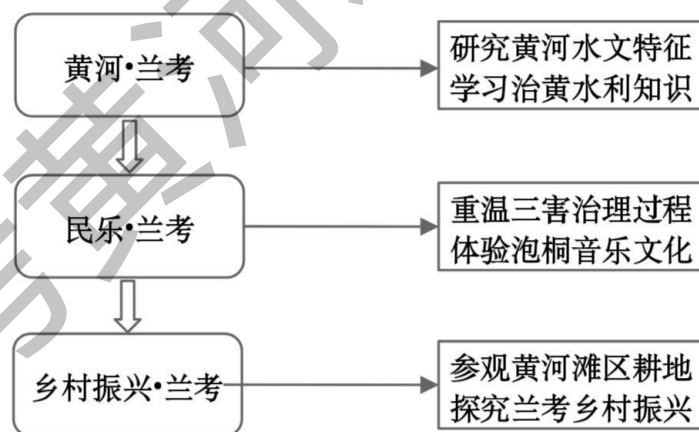 黄河•兰考
研究黄河水文特征
学习治黄水利知识
民乐•兰考
重温三害治理过程
体验泡桐音乐文化
乡村振兴•兰考
参观黄河滩区耕地
探究兰考乡村振兴